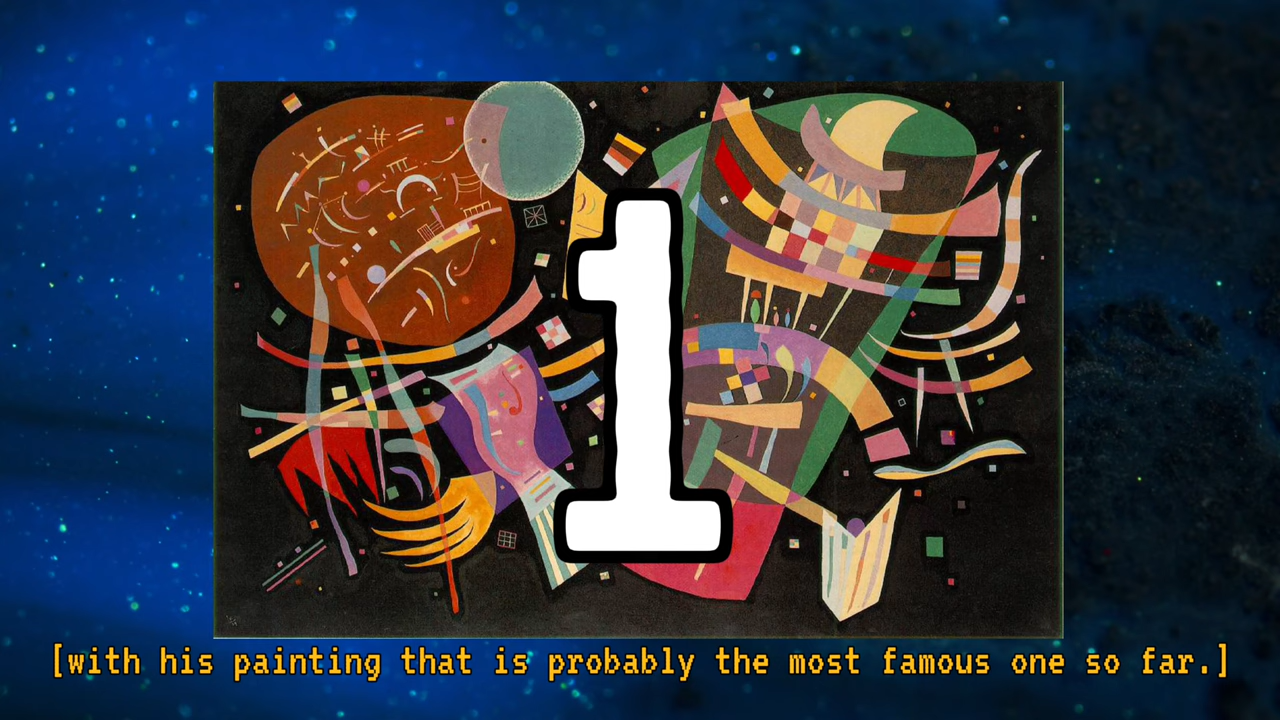 1
[with his painting that is probably the most famous one so far.]